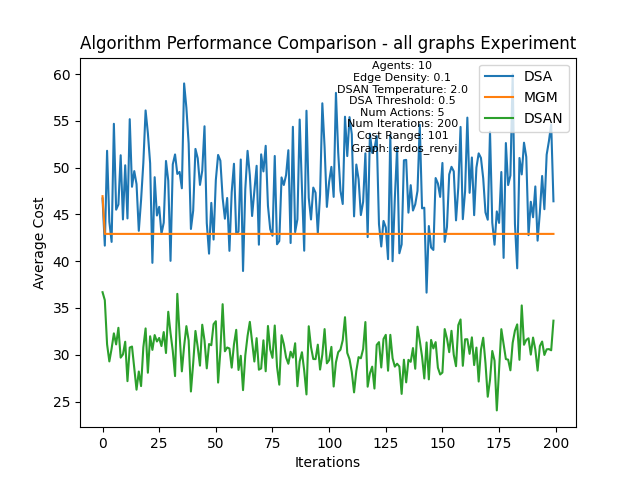 Algorithm Performance Comparison - all graphs Experiment
Agents: 10
Edge Density: 0.1
DSAN Temperature: 2.0
DSA Threshold: 0.5
Num Actions: 5
Num Iterations: 200
Cost Range: 101
Graph: erdos_renyi
DSA
MGM
DSAN
Average Cost
60
55
50
45
40
35
30
25
0
25
50
75
100
125
150
175
200
Iterations